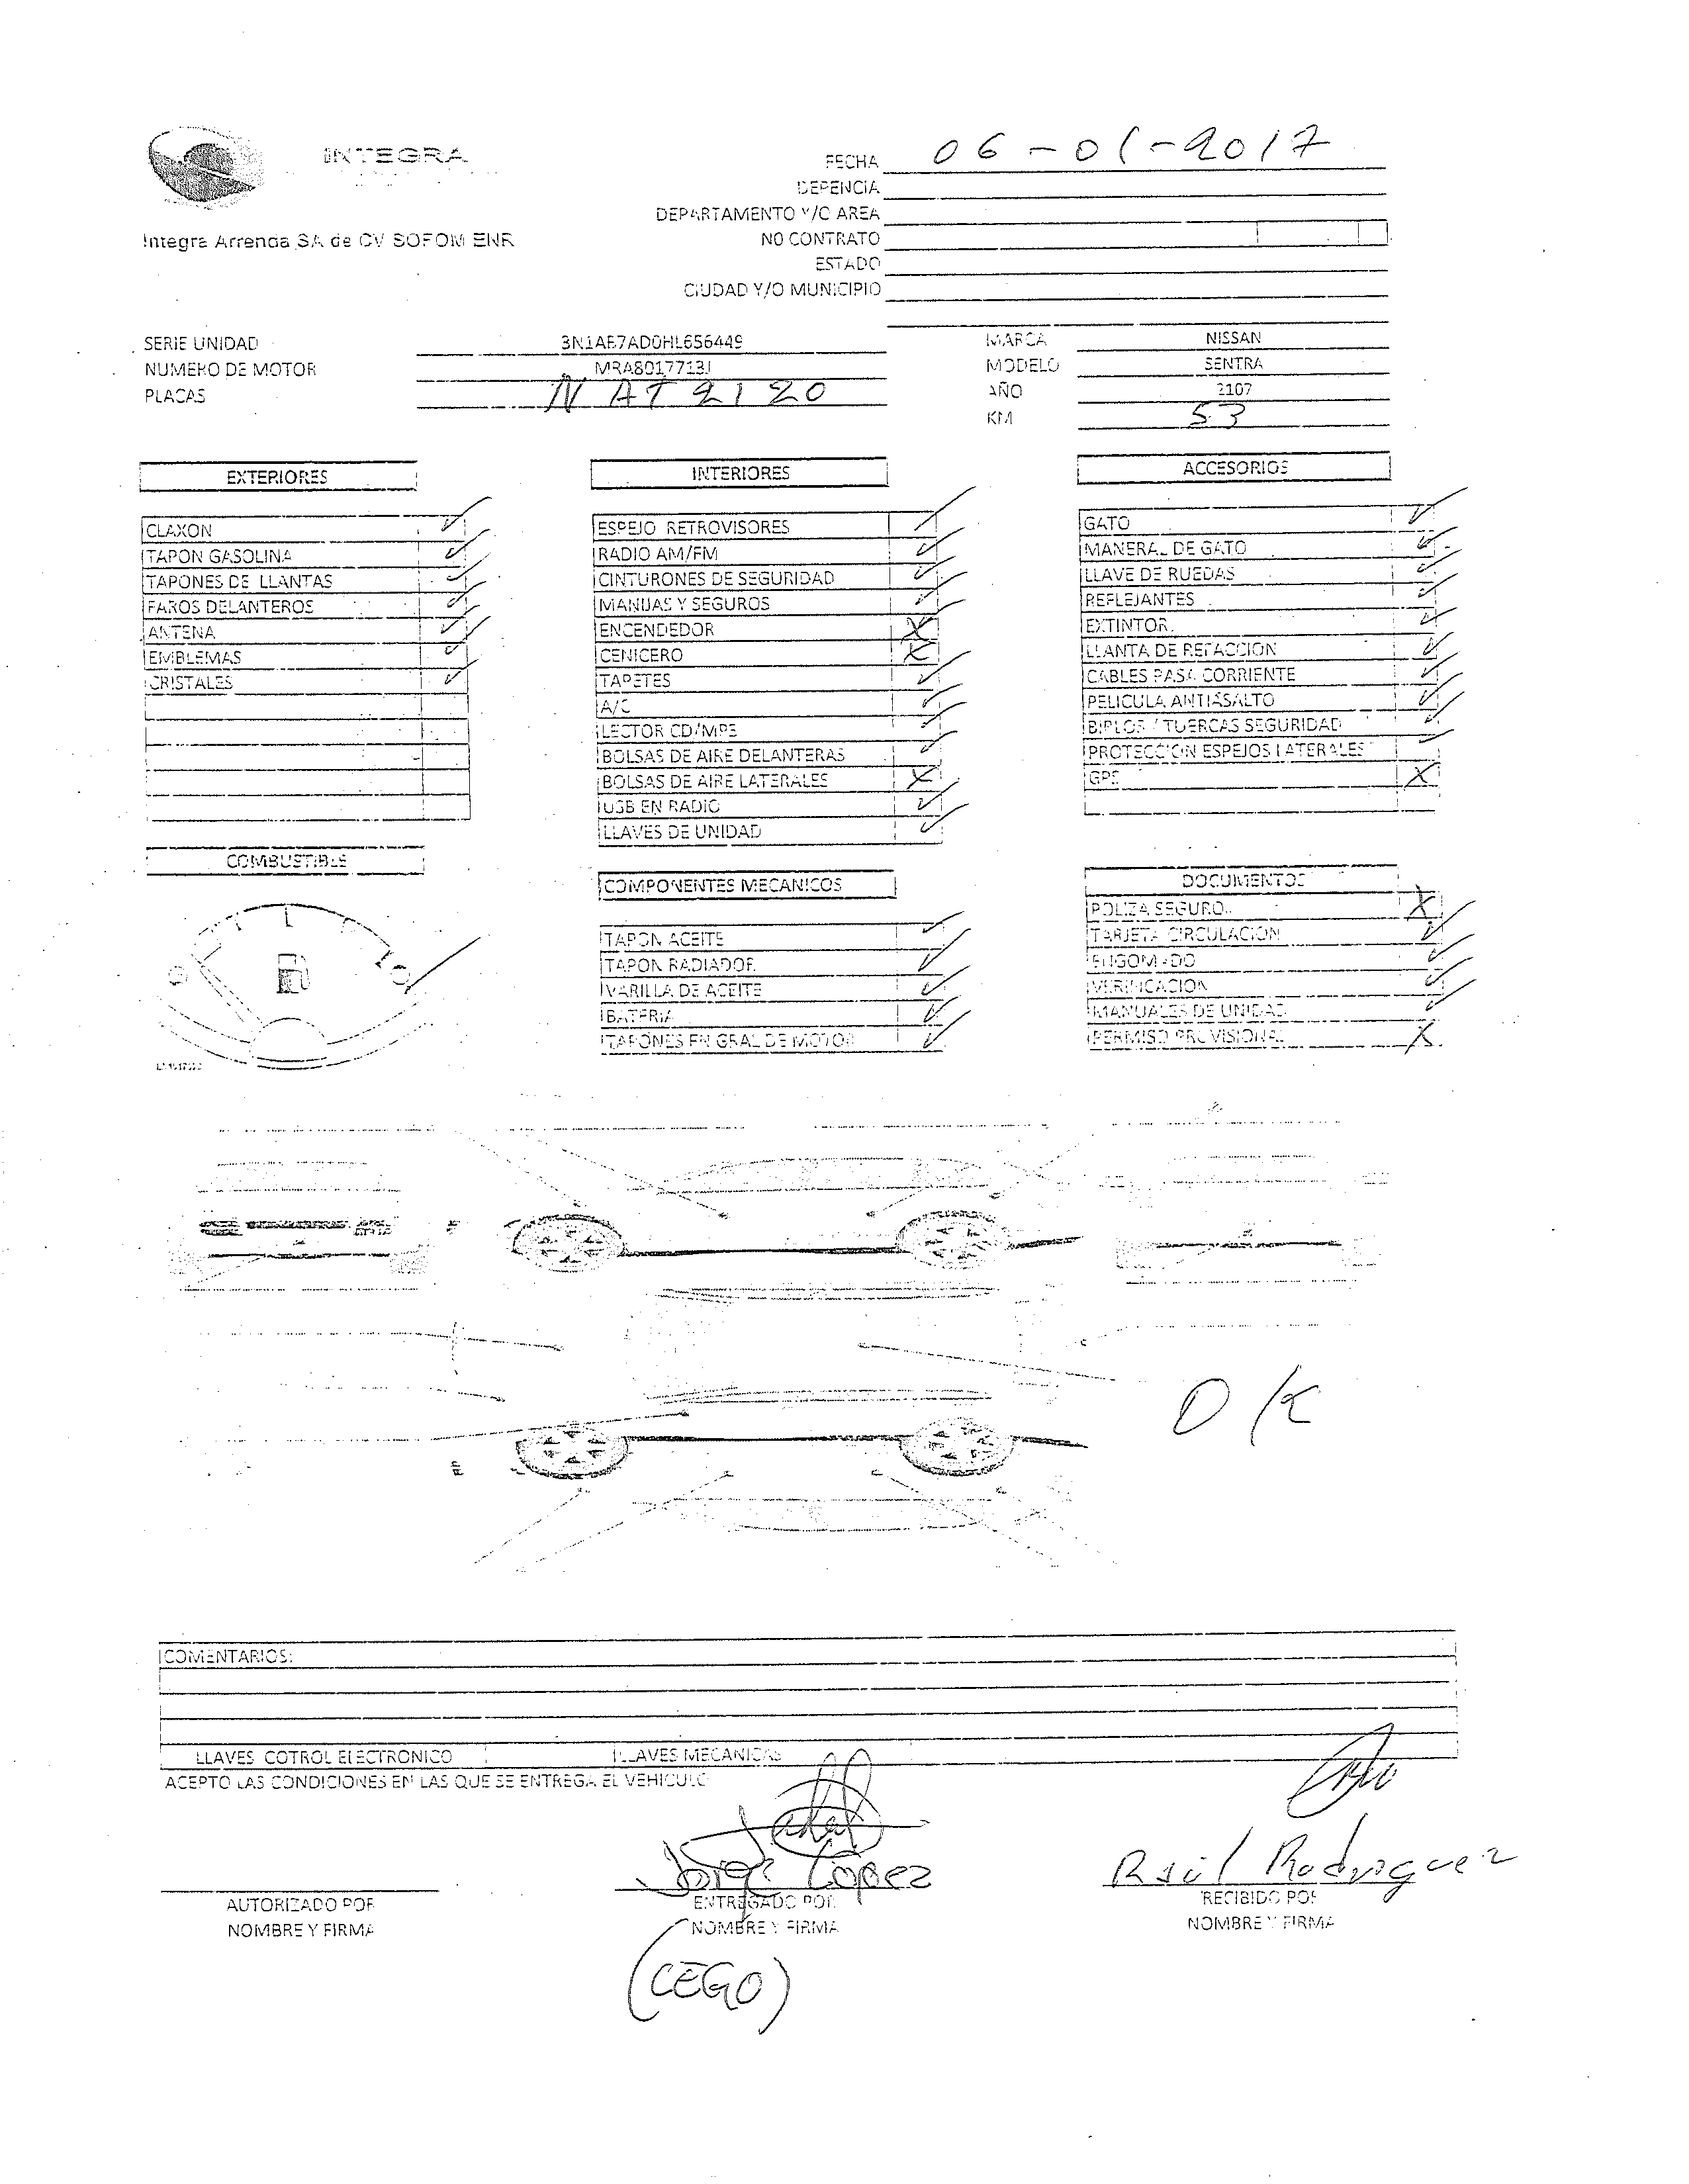 INTEGRA
FECHA 06-01-2017
DEPENCIA
DEPARTAMENTO Y/O AREA
Integra Arrenda SA de CV SOFOM ENR
NO CONTRATO
ESTADO
CIUDAD Y/O MUNICIPIO
SERIE UNIDAD 3N1AE7AD0HL656449 MARCA NISSAN
NUMERO DE MOTOR MRA8017713J MODELO SENTRA
PLACAS NAT2120 AÑO 2107
KM 53
EXTERIORES INTERIORES ACCESORIOS
CLAXON ✓ ESPEJO RETROVISORES ✓ GATO ✓
TAPON GASOLINA ✓ RADIO AM/FM ✓ MANERAL DE GATO ✓
TAPONES DE LLANTAS ✓ CINTURONES DE SEGURIDAD ✓ LLAVE DE RUEDAS ✓
FAROS DELANTEROS ✓ MANIJAS Y SEGUROS ✓ REFLEJANTES ✓
ANTENA ✓ ENCENDEDOR X EXTINTOR ✓
EMBLEMAS ✓ CENICERO X LLANTA DE REFACCION ✓
CRISTALES ✓ TAPETES ✓ CABLES PASA CORRIENTE ✓
A/C ✓ PELICULA ANTIASALTO ✓
LECTOR CD/MP3 ✓ BIRLOS / TUERCAS SEGURIDAD ✓
BOLSAS DE AIRE DELANTERAS ✓ PROTECCION ESPEJOS LATERALES ✓
BOLSAS DE AIRE LATERALES X GPS X
USB EN RADIO ✓
LLAVES DE UNIDAD ✓
COMBUSTIBLE COMPONENTES MECANICOS DOCUMENTOS
POLIZA SEGURO X
TAPON ACEITE ✓ TARJETA CIRCULACION ✓
TAPON RADIADOR ✓ ENGOMADO ✓
VARILLA DE ACEITE ✓ VERIFICACION ✓
BATERIA ✓ MANUALES DE UNIDAD ✓
TAPONES EN GRAL DE MOTOR ✓ PERMISO PROVISIONAL X
OK
COMENTARIOS:
LLAVES COTROL ELECTRONICO LLAVES MECANICAS
ACEPTO LAS CONDICIONES EN LAS QUE SE ENTREGA EL VEHICULO
Jorge Lopez Raúl Rodriguez
AUTORIZADO POR ENTREGADO POR RECIBIDO POR
NOMBRE Y FIRMA NOMBRE Y FIRMA NOMBRE Y FIRMA
(CEGO)